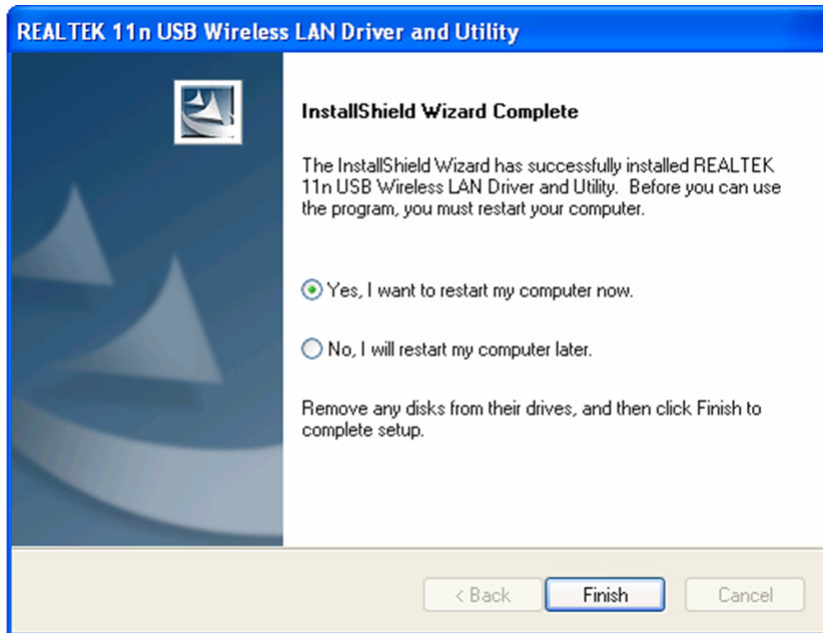 REALTEK 11n USB Wireless LAN Driver and Utility
InstallShield Wizard Complete
The InstallShield Wizard has successfully installed REALTEK
11n USB Wireless LAN Driver and Utility. Before you can use
the program, you must restart your computer.
Yes, I want to restart my computer now.
No, I will restart my computer later.
Remove any disks from their drives, and then click Finish to
complete setup.
< Back Finish Cancel